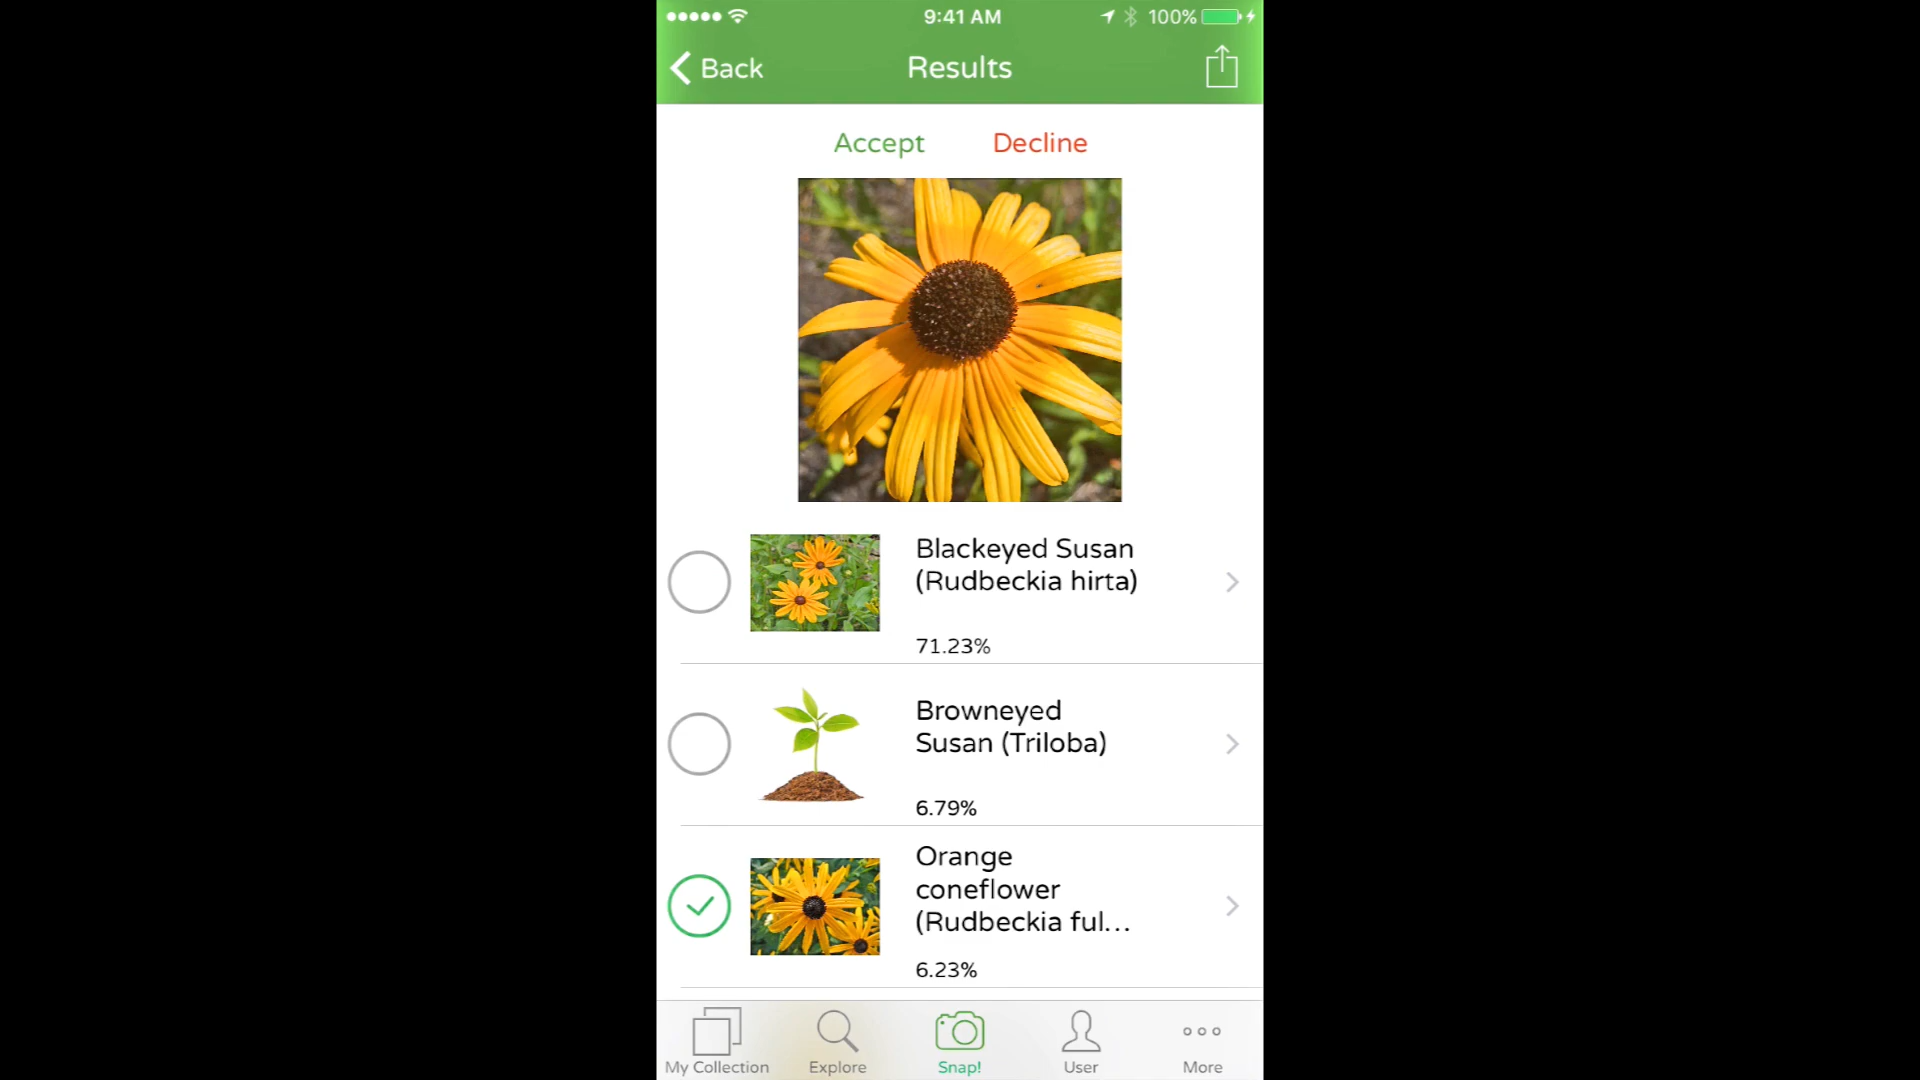 9:41 AM
100%
Back
Results
Accept
Decline
Blackeyed Susan
(Rudbeckia hirta)
71.23%
Browneyed
Susan (Triloba)
6.79%
Orange
coneflower
(Rudbeckia ful...
6.23%
My Collection
Explore
Snap!
User
More